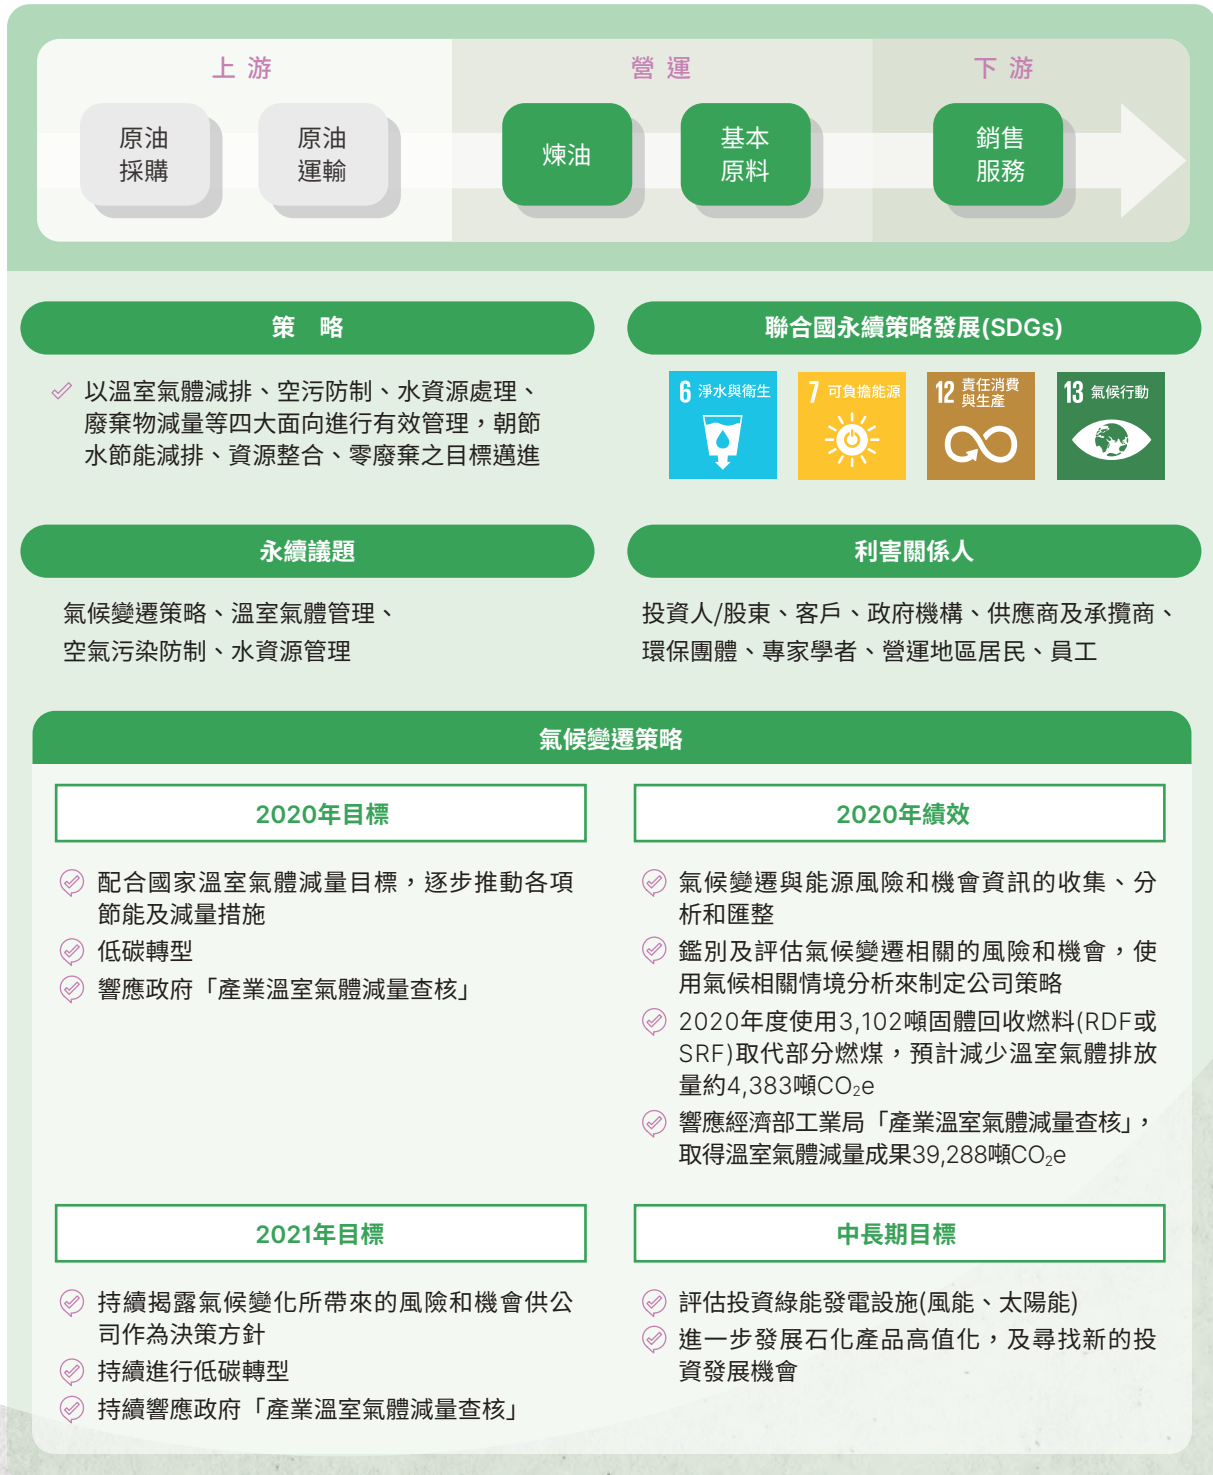 上游
營運
下游
原油
採購
原油
運輸
煉油
基本
原料
銷售
服務
策 略
以溫室氣體減排、空污防制、水資源處理、
廢棄物減量等四大面向進行有效管理，朝節
水節能減排、資源整合、零廢棄之目標邁進
聯合國永續策略發展(SDGs)
6 淨水與衛生
7 可負擔能源
12 責任消費
與生產
13 氣候行動
永續議題
氣候變遷策略、溫室氣體管理、
空氣污染防制、水資源管理
利害關係人
投資人/股東、客戶、政府機構、供應商及承攬商、
環保團體、專家學者、營運地區居民、員工
氣候變遷策略
2020年目標
配合國家溫室氣體減量目標，逐步推動各項
節能及減量措施
低碳轉型
響應政府「產業溫室氣體減量查核」
2020年績效
氣候變遷與能源風險和機會資訊的收集、分
析和匯整
鑑別及評估氣候變遷相關的風險和機會，使
用氣候相關情境分析來制定公司策略
2020年度使用3,102噸固體回收燃料(RDF或
SRF)取代部分燃煤，預計減少溫室氣體排放
量約4,383噸CO₂e
響應經濟部工業局「產業溫室氣體減量查核」，
取得溫室氣體減量成果39,288噸CO₂e
2021年目標
持續揭露氣候變化所帶來的風險和機會供公
司作為決策方針
持續進行低碳轉型
持續響應政府「產業溫室氣體減量查核」
中長期目標
評估投資綠能發電設施(風能、太陽能)
進一步發展石化產品高值化，及尋找新的投
資發展機會